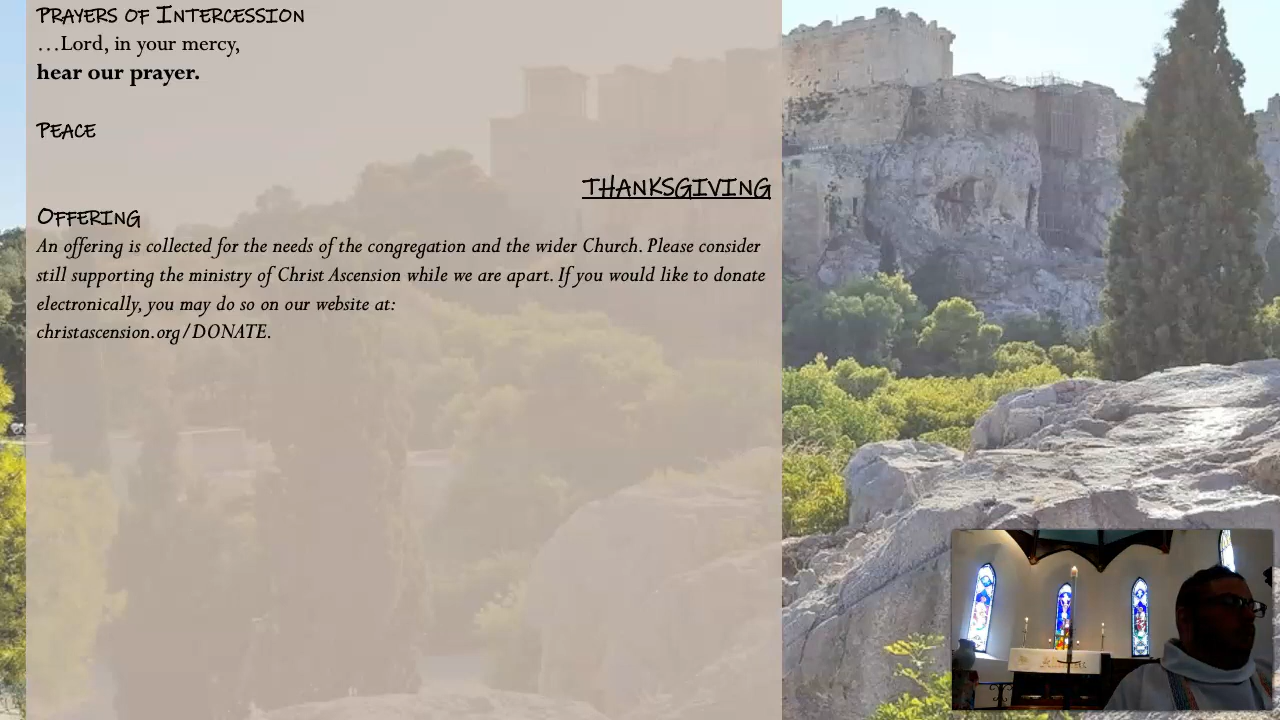 PRAYERS OF INTERCESSION
…Lord, in your mercy,
hear our prayer.
PEACE
THANKSGIVING
OFFERING
An offering is collected for the needs of the congregation and the wider Church. Please consider
still supporting the ministry of Christ Ascension while we are apart. If you would like to donate
electronically, you may do so on our website at:
christascension.org/DONATE.